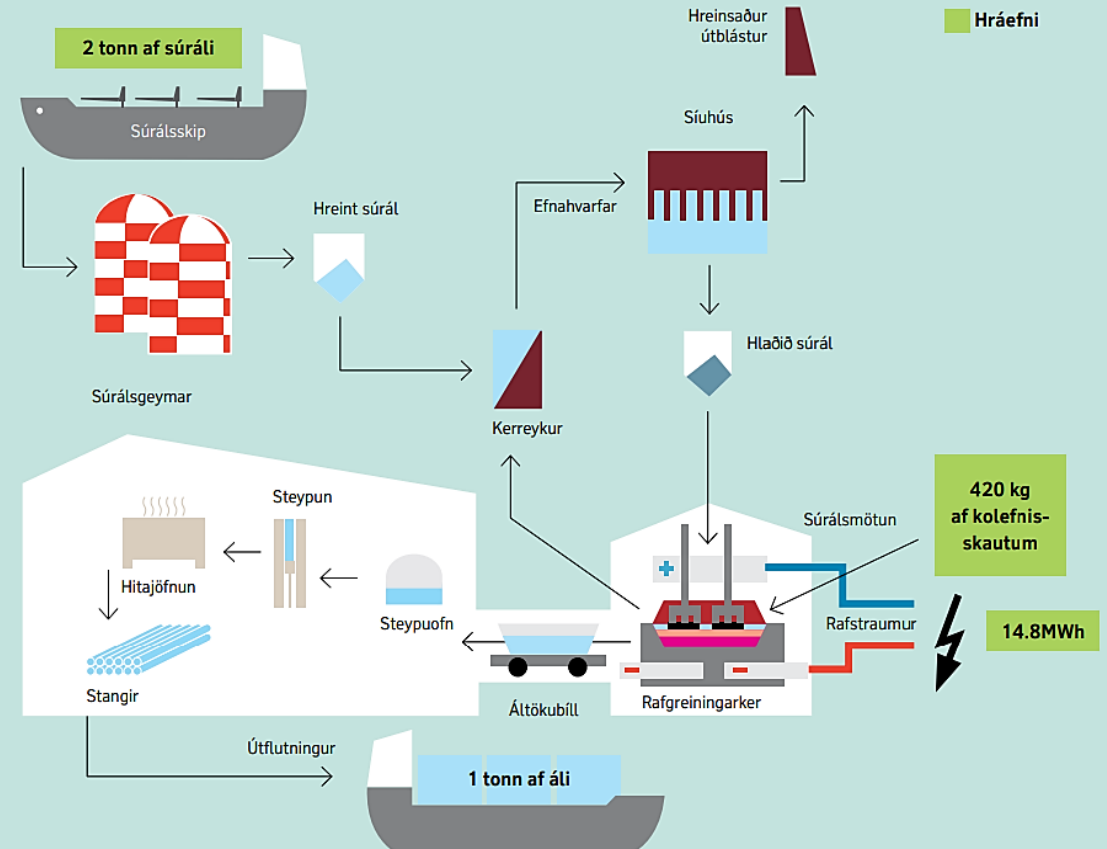 2 tonn af súráli
Súrálsskip
Hreinsaður
útblástur
Hráefni
Síuhús
Hreint súrál
Efnahvarfar
Hlaðið súrál
Súrálsgeymar
Kerreykur
420 kg
af kolefnis-
skautum
Steypun
Súrálsmötun
Hitajöfnun
Steypuofn
Rafstraumur
14.8MWh
Stangir
Áltökubíll
Rafgreiningarker
Útflutningur
1 tonn af áli